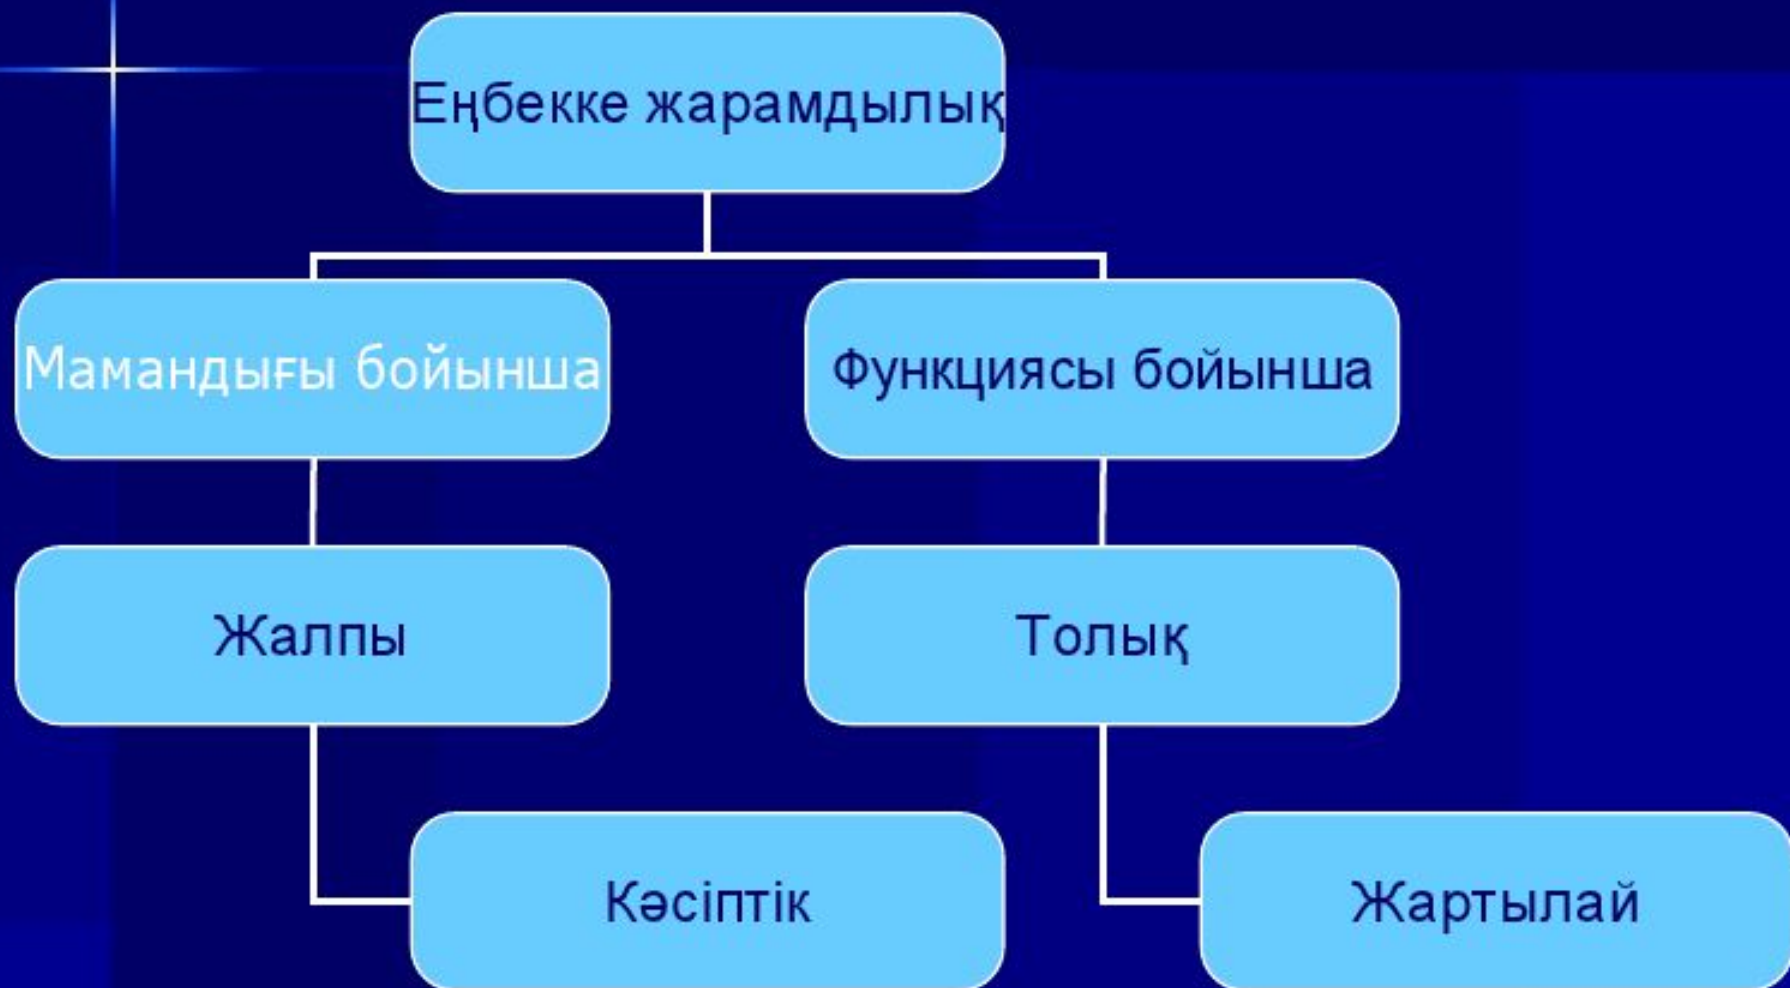 Еңбекке жарамдылық
Мамандығы бойынша
Функциясы бойынша
Жалпы
Толық
Кәсіптік
Жартылай